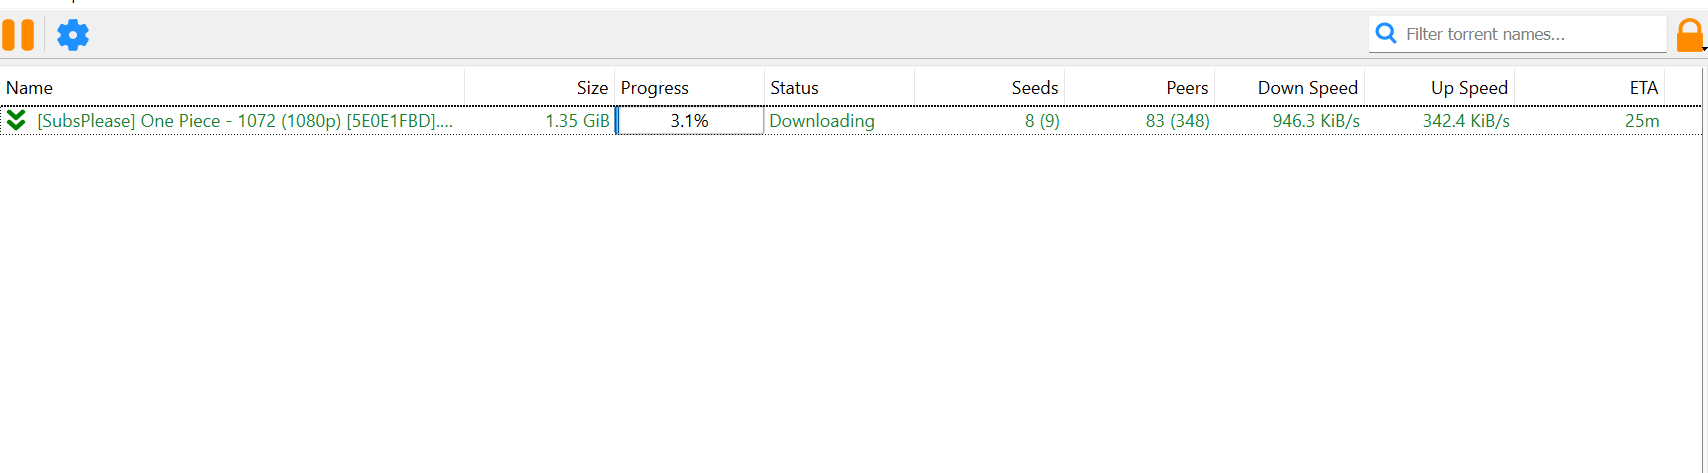 Filter torrent names...
Name Size Progress Status Seeds Peers Down Speed Up Speed ETA
[SubsPlease] One Piece - 1072 (1080p) [5E0E1FBD].... 1.35 GiB 3.1% Downloading 8 (9) 83 (348) 946.3 KiB/s 342.4 KiB/s 25m